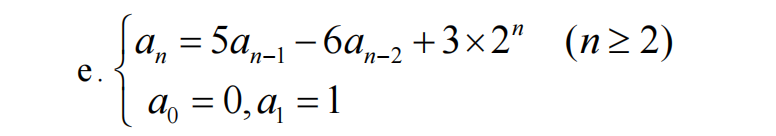 e. { aₙ = 5aₙ₋₁ − 6aₙ₋₂ + 3×2ⁿ (n ≥ 2)
a₀ = 0, a₁ = 1